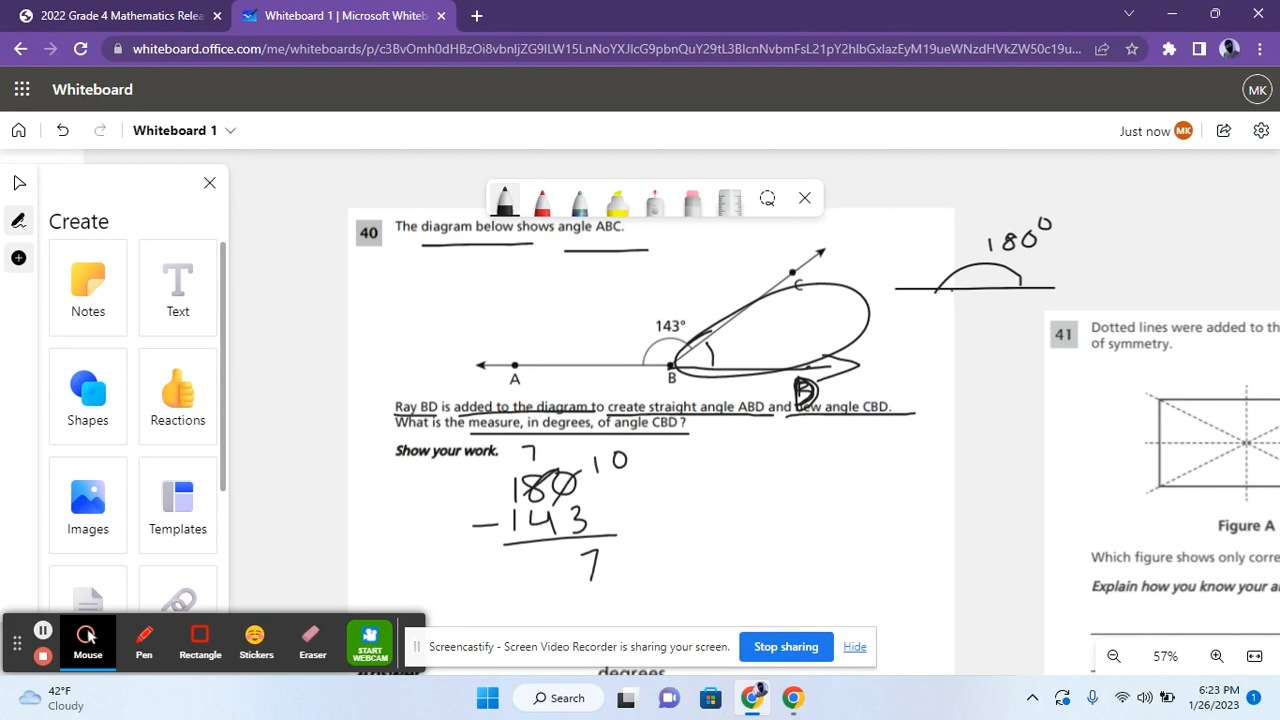 2022 Grade 4 Mathematics Relea
Whiteboard 1 | Microsoft Whiteb
whiteboard.office.com/me/whiteboards/p/c3BvOmh0dHBzOi8vbnljZG9lLW15LnNoYXJlcG9pbnQuY29tL3BlcnNvbmFsL21pY2hlbGxlazEyM19ueWNzdHVkZW50c19u...
Whiteboard
MK
Whiteboard 1
Just now MK
Create
Notes
Text
Shapes
Reactions
Images
Templates
40 The diagram below shows angle ABC.
180°
C
143°
A
B
D
Ray BD is added to the diagram to create straight angle ABD and new angle CBD.
What is the measure, in degrees, of angle CBD?
Show your work.
7
10
180
- 143
7
degrees
41 Dotted lines were added to th
of symmetry.
Figure A
Which figure shows only corre
Explain how you know your a
57%
Mouse
Pen
Rectangle
Stickers
Eraser
START
WEBCAM
Screencastify - Screen Video Recorder is sharing your screen.
Stop sharing
Hide
42°F
Cloudy
Search
6:23 PM
1/26/2023
1